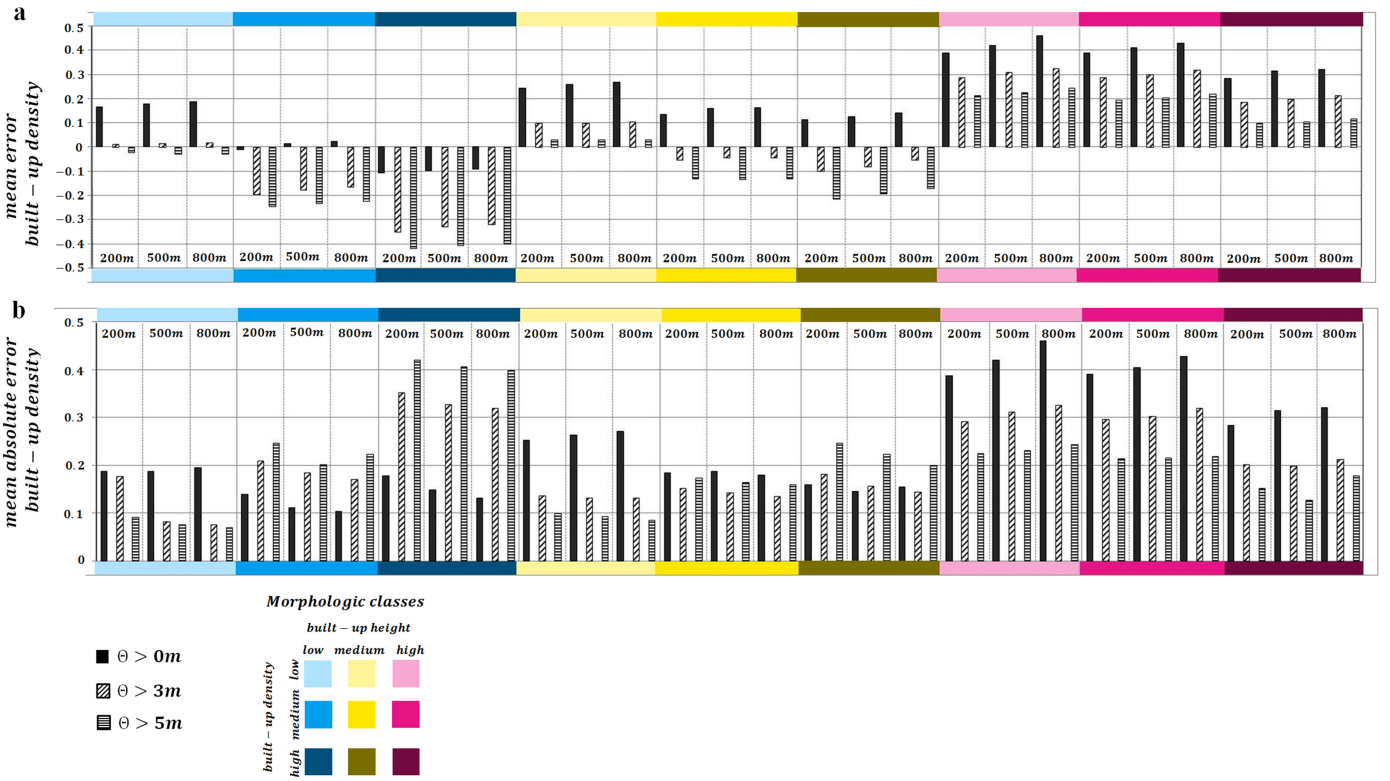 a
mean error
built − up density
0.5
0.4
0.3
0.2
0.1
0
−0.1
−0.2
−0.3
−0.4
−0.5
200m 500m 800m 200m 500m 800m 200m 500m 800m 200m 500m 800m 200m 500m 800m 200m 500m 800m 200m 500m 800m 200m 500m 800m 200m 500m 800m
b
mean absolute error
built − up density
200m 500m 800m 200m 500m 800m 200m 500m 800m 200m 500m 800m 200m 500m 800m 200m 500m 800m 200m 500m 800m 200m 500m 800m 200m 500m 800m
0.5
0.4
0.3
0.2
0.1
0
Θ > 0m
Θ > 3m
Θ > 5m
Morphologic classes
built − up height
low medium high
built − up density
low
medium
high